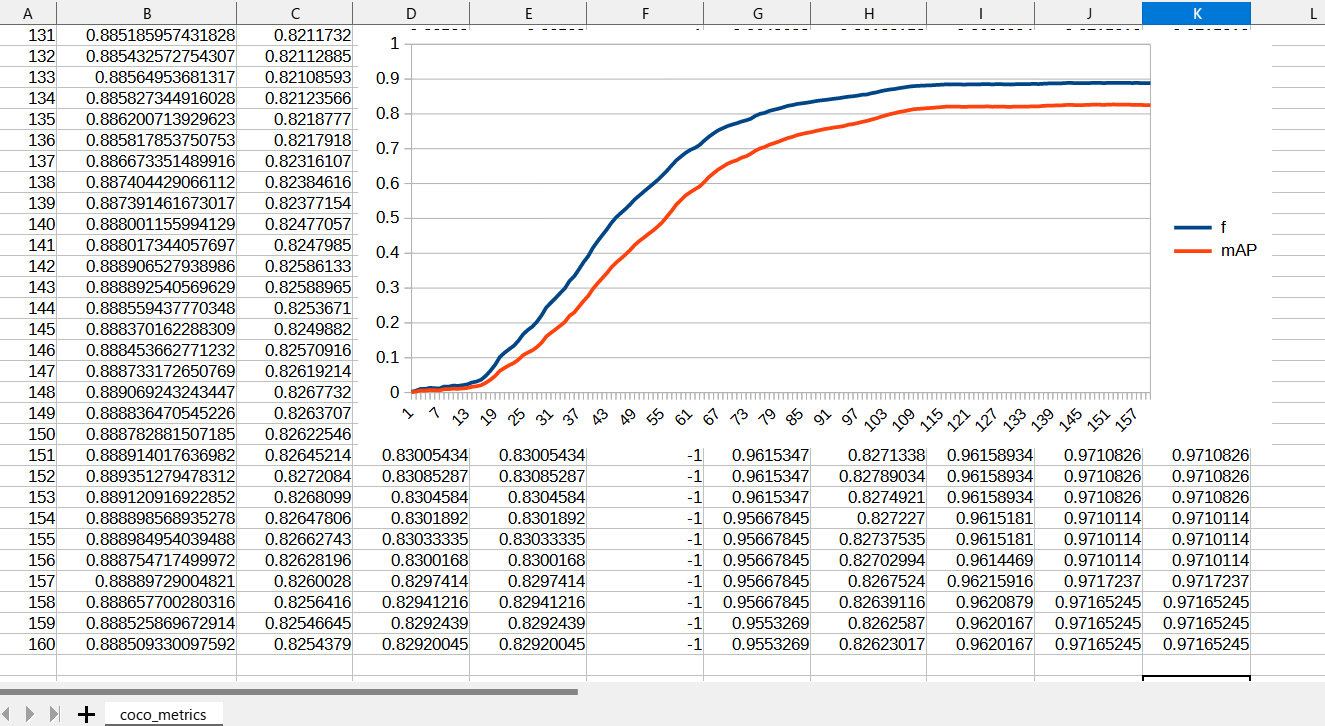 A B C D E F G H I J K L
131 0.885185957431828 0.8211732
132 0.885432572754307 0.82112885
133 0.88564953681317 0.82108593
134 0.885827344916028 0.82123566
135 0.886200713929623 0.8218777
136 0.885817853750753 0.8217918
137 0.886673351489916 0.82316107
138 0.887404429066112 0.82384616
139 0.887391461673017 0.82377154
140 0.888001155994129 0.82477057
141 0.888017344057697 0.8247985
142 0.888906527938986 0.82586133
143 0.888892540569629 0.82588965
144 0.888559437770348 0.8253671
145 0.888370162288309 0.8249882
146 0.888453662771232 0.82570916
147 0.888733172650769 0.82619214
148 0.889069243243447 0.8267732
149 0.888836470545226 0.8263707
150 0.888782881507185 0.82622546
1
0.9
0.8
0.7
0.6
0.5
0.4
0.3
0.2
0.1
0
1 7 13 19 25 31 37 43 49 55 61 67 73 79 85 91 97 103 109 115 121 127 133 139 145 151 157
f
mAP
151 0.888914017636982 0.82645214 0.83005434 0.83005434 -1 0.9615347 0.8271338 0.96158934 0.9710826 0.9710826
152 0.889351279478312 0.8272084 0.83085287 0.83085287 -1 0.9615347 0.82789034 0.96158934 0.9710826 0.9710826
153 0.889120916922852 0.8268099 0.8304584 0.8304584 -1 0.9615347 0.8274921 0.96158934 0.9710826 0.9710826
154 0.888898568935278 0.82647806 0.8301892 0.8301892 -1 0.95667845 0.827227 0.9615181 0.9710114 0.9710114
155 0.888984954039488 0.82662743 0.83033335 0.83033335 -1 0.95667845 0.82737535 0.9615181 0.9710114 0.9710114
156 0.888754717499972 0.82628196 0.8300168 0.8300168 -1 0.95667845 0.82702994 0.9614469 0.9710114 0.9710114
157 0.88889729004821 0.8260028 0.8297414 0.8297414 -1 0.95667845 0.8267524 0.96215916 0.9717237 0.9717237
158 0.888657700280316 0.8256416 0.82941216 0.82941216 -1 0.95667845 0.82639116 0.9620879 0.97165245 0.97165245
159 0.888525869672914 0.82546645 0.8292439 0.8292439 -1 0.9553269 0.8262587 0.9620167 0.97165245 0.97165245
160 0.888509330097592 0.8254379 0.82920045 0.82920045 -1 0.9553269 0.82623017 0.9620167 0.97165245 0.97165245
coco_metrics